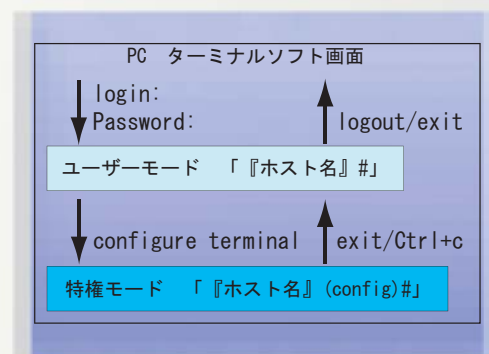 PC ターミナルソフト画面
login:
Password:
logout/exit
ユーザーモード 「『ホスト名』#」
configure terminal
exit/Ctrl+c
特権モード 「『ホスト名』(config)#」